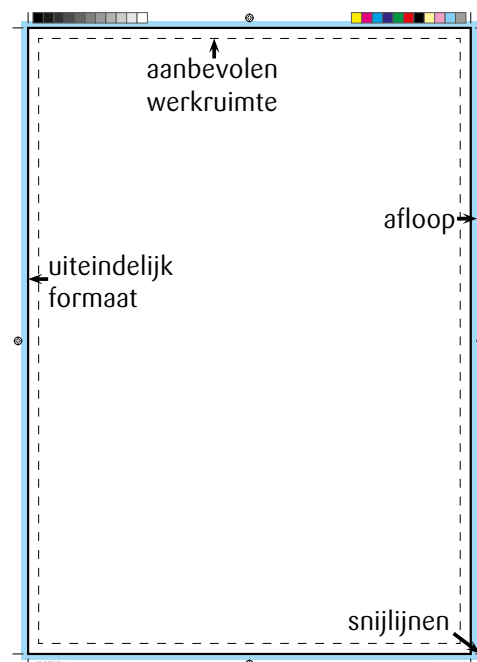 aanbevolen
werkruimte
afloop
uiteindelijk
formaat
snijlijnen